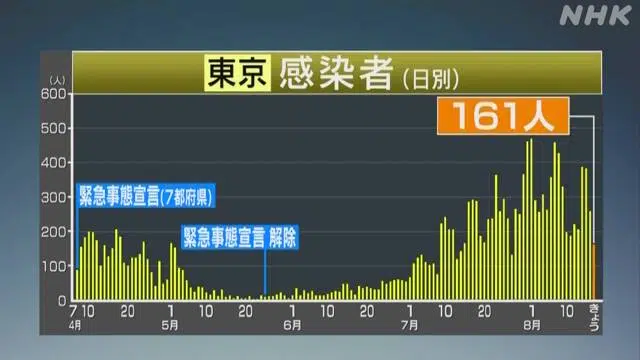 NHK
東京 感染者(日別)
(人)
600
161人
500
400
300
緊急事態宣言(7都府県)
200
緊急事態宣言 解除
100
0
7 10 20 1 10 20 1 10 20 1 10 20 1 10 きょう
4月 5月 6月 7月 8月